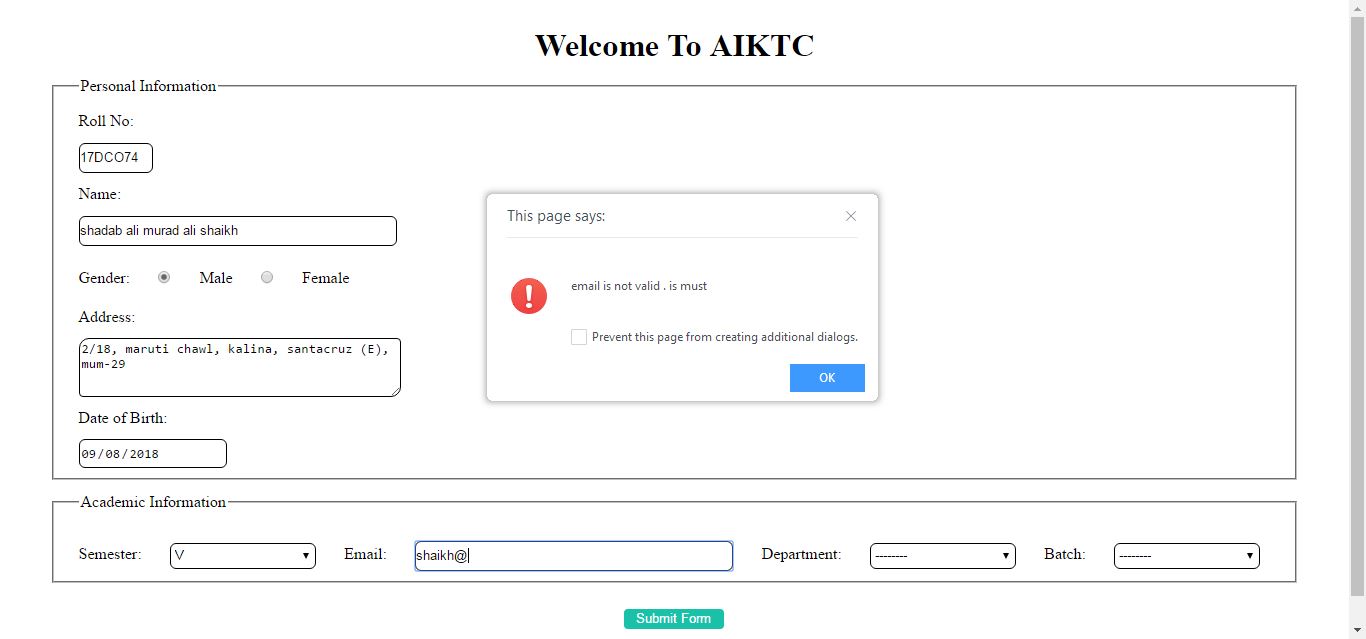 Welcome To AIKTC
Personal Information
Roll No:
17DCO74
Name:
shadab ali murad ali shaikh
Gender: Male Female
Address:
2/18, maruti chawl, kalina, santacruz (E),
mum-29
Date of Birth:
09/08/2018
This page says:
email is not valid . is must
Prevent this page from creating additional dialogs.
OK
Academic Information
Semester: V Email: shaikh@ Department: -------- Batch: --------
Submit Form